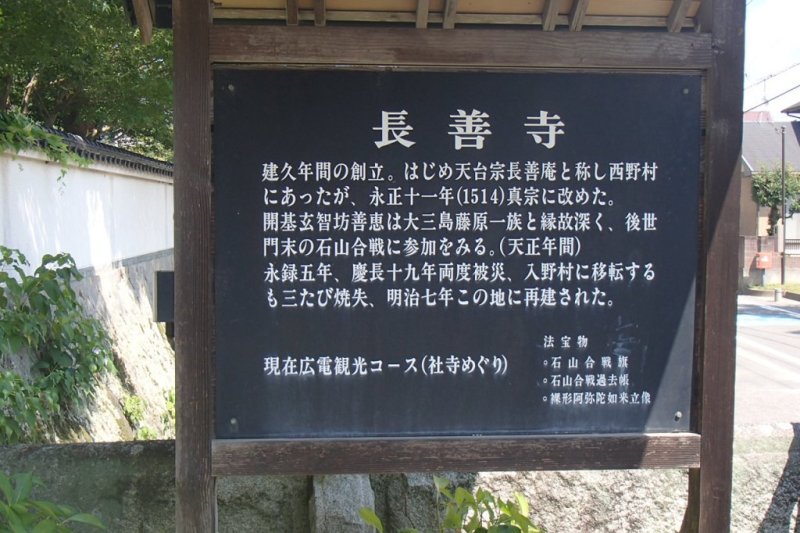 長善寺
建久年間の創立。はじめ天台宗長善庵と称し西野村
にあったが、永正十一年(1514)真宗に改めた。
開基玄智坊善恵は大三島藤原一族と縁故深く、後世
門末の石山合戦に参加をみる。(天正年間)
永録五年、慶長十九年両度被災、入野村に移転する
も三たび焼失、明治七年この地に再建された。
現在広電観光コース(社寺めぐり)
法宝物
○石山合戦旗
○石山合戦過去帳
○裸形阿弥陀如来立像